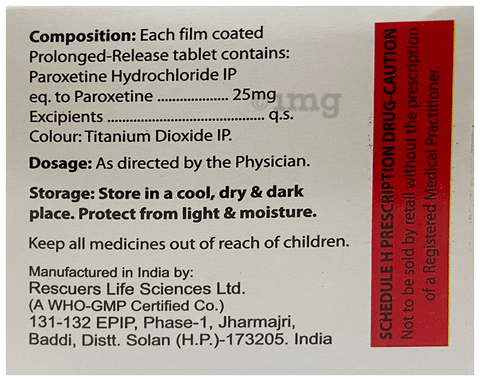 Composition: Each film coated
Prolonged-Release tablet contains:
Paroxetine Hydrochloride IP
eq. to Paroxetine .................... 25mg
Excipients ............................................ q.s.
Colour: Titanium Dioxide IP.
Dosage: As directed by the Physician.
Storage: Store in a cool, dry & dark
place. Protect from light & moisture.
Keep all medicines out of reach of children.
Manufactured in India by:
Rescuers Life Sciences Ltd.
(A WHO-GMP Certified Co.)
131-132 EPIP, Phase-1, Jharmajri,
Baddi, Distt. Solan (H.P.)-173205. India
SCHEDULE H PRESCRIPTION DRUG-CAUTION
Not to be sold by retail without the prescription
of a Registered Medical Practitioner.
1mg